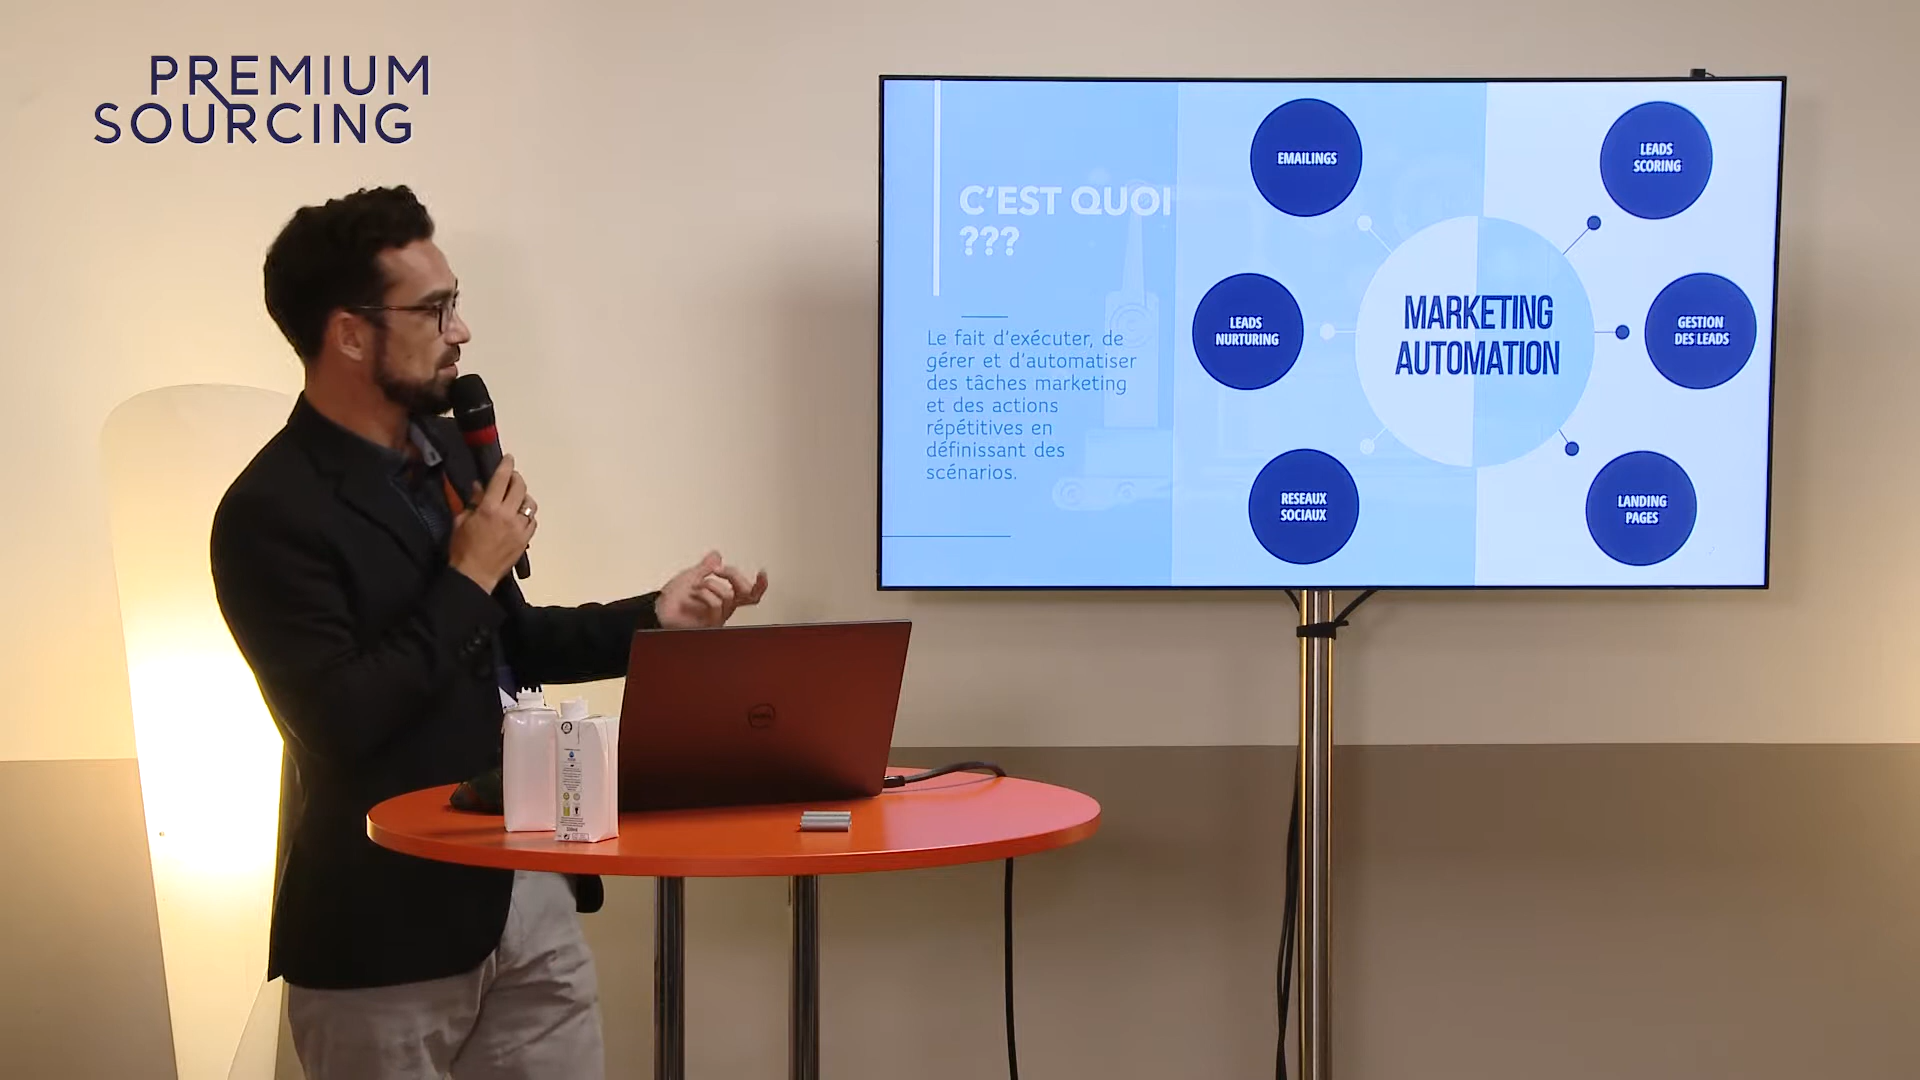 PREMIUM
SOURCING
C'EST QUOI
???
Le fait d'exécuter, de
gérer et d'automatiser
des tâches marketing
et des actions
répétitives en
définissant des
scénarios.
EMAILINGS
LEADS
SCORING
LEADS
NURTURING
MARKETING
AUTOMATION
GESTION
DES LEADS
RESEAUX
SOCIAUX
LANDING
PAGES
DELL